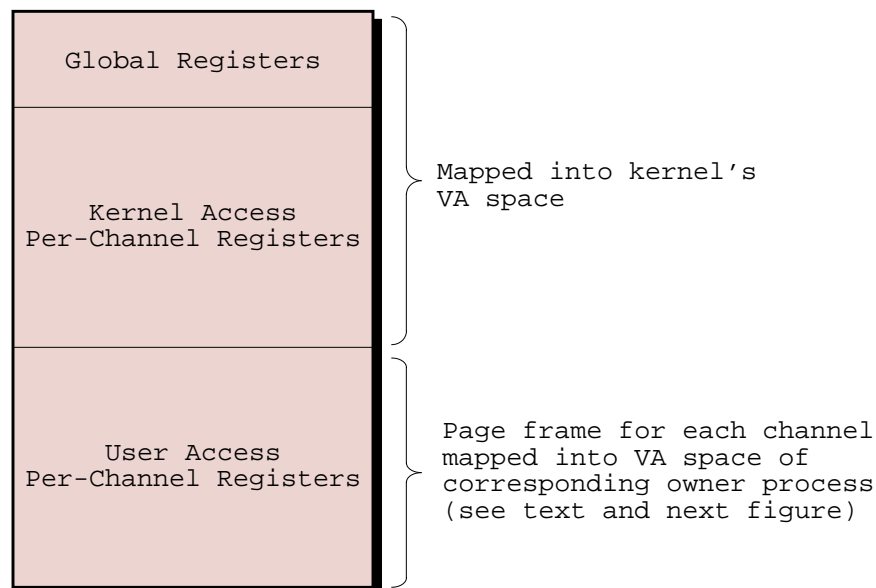 Global Registers
Kernel Access
Per-Channel Registers
Mapped into kernel's
VA space
User Access
Per-Channel Registers
Page frame for each channel
mapped into VA space of
corresponding owner process
(see text and next figure)